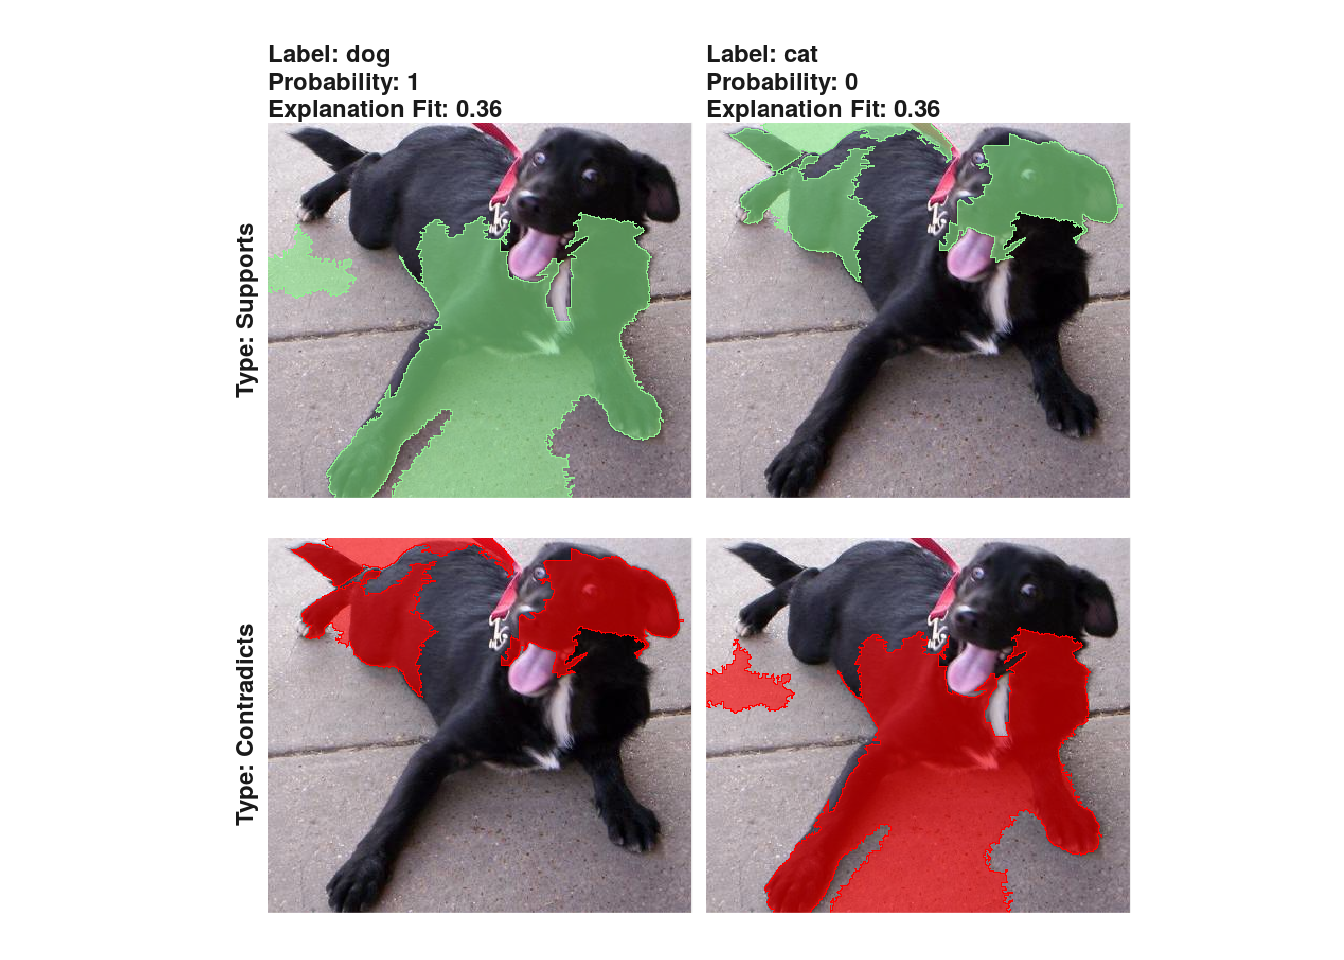 Label: dog
Probability: 1
Explanation Fit: 0.36
Label: cat
Probability: 0
Explanation Fit: 0.36
Type: Supports
Type: Contradicts